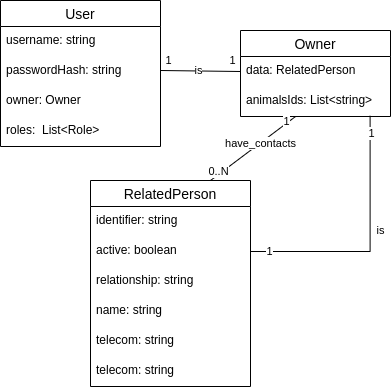 User
username: string
passwordHash: string
owner: Owner
roles:  List<Role>
1
is
1
Owner
data: RelatedPerson
animalsIds: List<string>
1
have_contacts
0..N
1
is
1
RelatedPerson
identifier: string
active: boolean
relationship: string
name: string
telecom: string
telecom: string